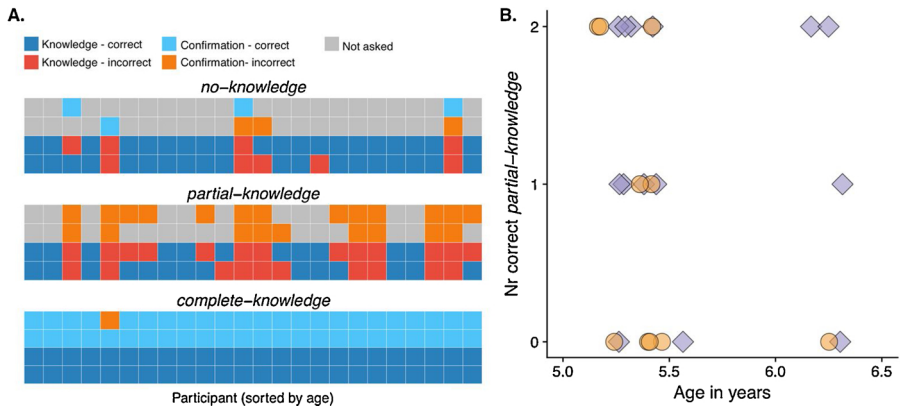 A.
Knowledge - correct
Confirmation - correct
Not asked
Knowledge - incorrect
Confirmation- incorrect
no-knowledge
partial-knowledge
complete-knowledge
Participant (sorted by age)
B.
Nr correct partial-knowledge
2
1
0
5.0 5.5 6.0 6.5
Age in years